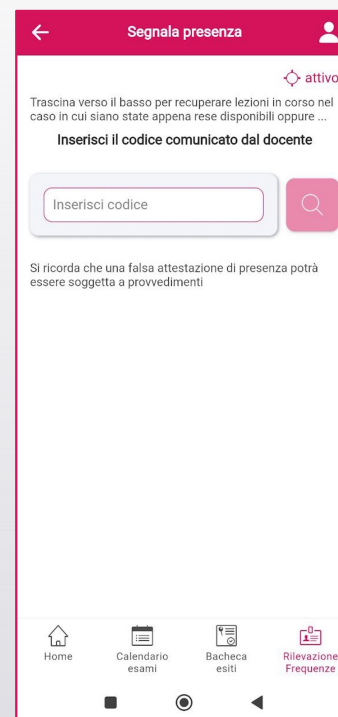 Segnala presenza
attivo
Trascina verso il basso per recuperare lezioni in corso nel
caso in cui siano state appena rese disponibili oppure ...
Inserisci il codice comunicato dal docente
Inserisci codice
Si ricorda che una falsa attestazione di presenza potrà
essere soggetta a provvedimenti
Home
Calendario
esami
Bacheca
esiti
Rilevazione
Frequenze